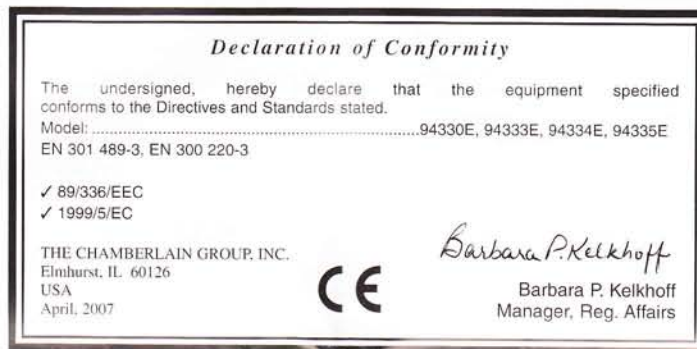 Declaration of Conformity
The undersigned, hereby declare that the equipment specified
conforms to the Directives and Standards stated.
Model: ....................................................................................94330E, 94333E, 94334E, 94335E
EN 301 489-3, EN 300 220-3
✓ 89/336/EEC
✓ 1999/5/EC
THE CHAMBERLAIN GROUP, INC.
Elmhurst, IL 60126
USA
April, 2007
CE
Barbara P. Kelkhoff
Barbara P. Kelkhoff
Manager, Reg. Affairs